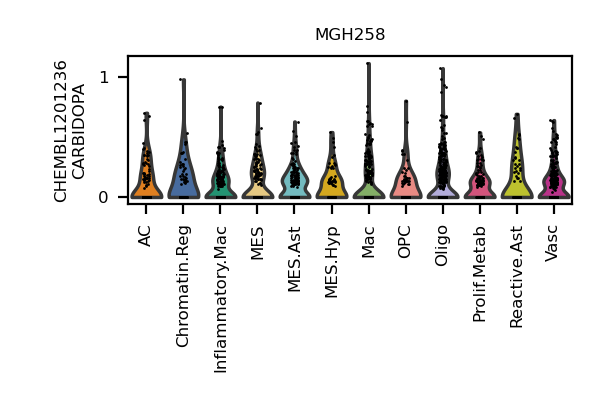 MGH258
CHEMBL1201236
CARBIDOPA
1
0
AC
Chromatin.Reg
Inflammatory.Mac
MES
MES.Ast
MES.Hyp
Mac
OPC
Oligo
Prolif.Metab
Reactive.Ast
Vasc